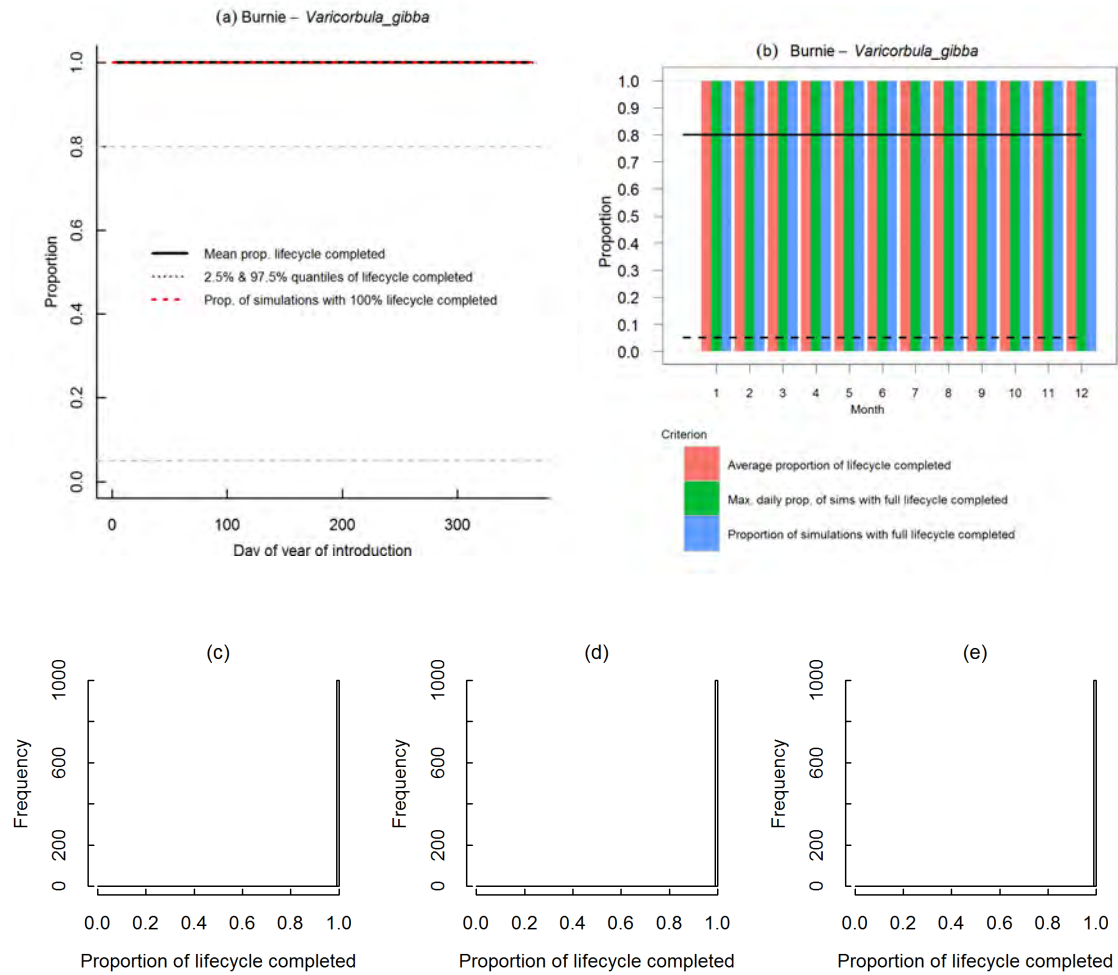 (a) Burnie – Varicorbula_gibba
Proportion
1.0
0.8
0.6
0.4
0.2
0.0
Mean prop. lifecycle completed
2.5% & 97.5% quantiles of lifecycle completed
Prop. of simulations with 100% lifecycle completed
0 100 200 300
Day of year of introduction
(b) Burnie – Varicorbula_gibba
Proportion
1.0
0.9
0.8
0.7
0.6
0.5
0.4
0.3
0.2
0.1
0.0
1 2 3 4 5 6 7 8 9 10 11 12
Month
Criterion
Average proportion of lifecycle completed
Max. daily prop. of sims with full lifecycle completed
Proportion of simulations with full lifecycle completed
(c)
Frequency
1000
600
200
0
0.0 0.2 0.4 0.6 0.8 1.0
Proportion of lifecycle completed
(d)
Frequency
1000
600
200
0
0.0 0.2 0.4 0.6 0.8 1.0
Proportion of lifecycle completed
(e)
Frequency
1000
600
200
0
0.0 0.2 0.4 0.6 0.8 1.0
Proportion of lifecycle completed